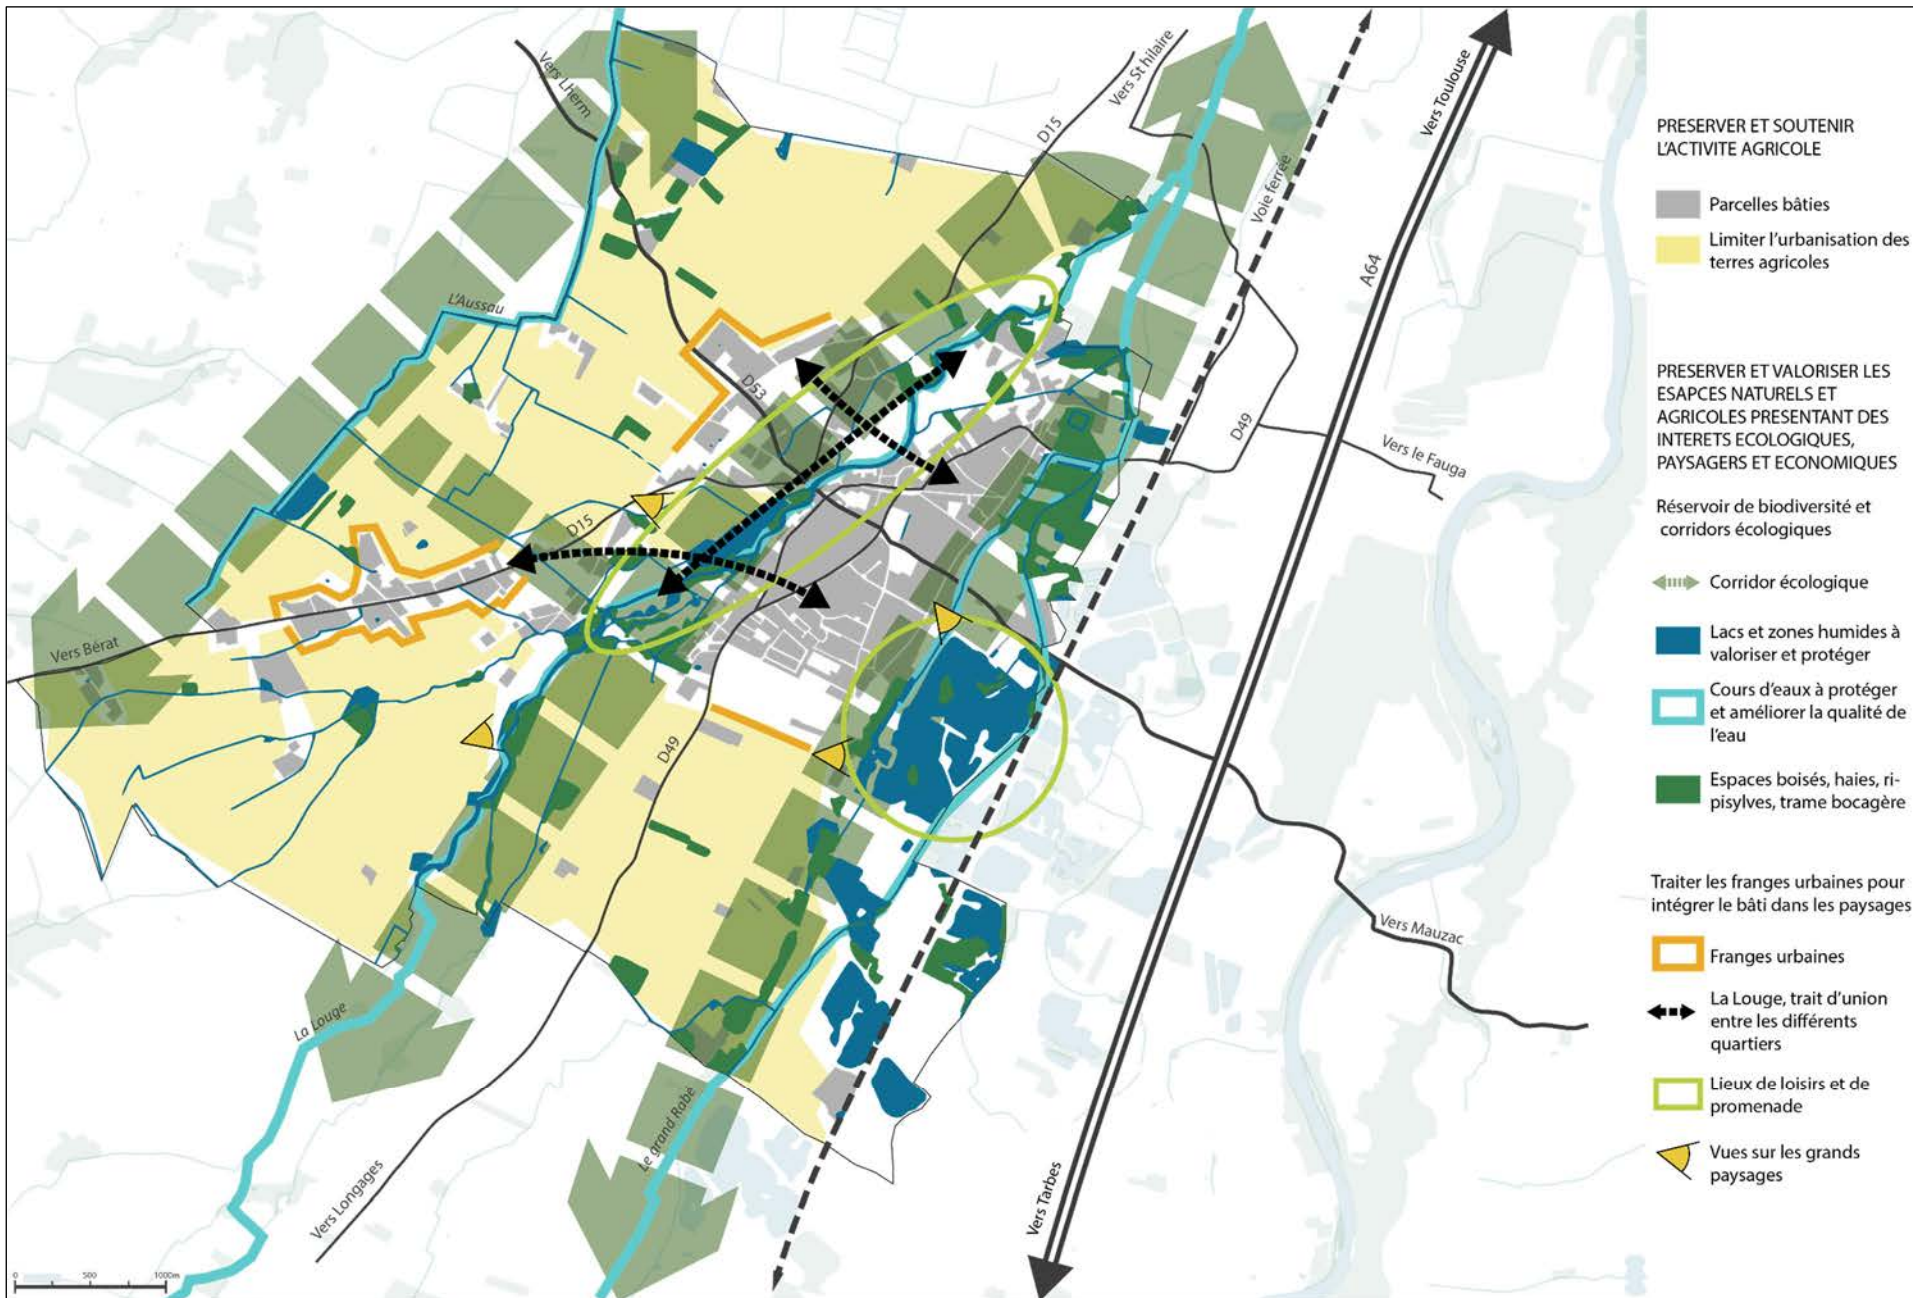 Vers Lherm
Vers St hilaire
D15
Voie ferrée
Vers Toulouse
A64
L'Aussau
D53
D49
Vers le Fauga
D15
Vers Bérat
D49
Vers Mauzac
La Louge
Le grand Rabé
Vers Longages
Vers Tarbes
0 500 1000m
PRESERVER ET SOUTENIR
L'ACTIVITE AGRICOLE
Parcelles bâties
Limiter l'urbanisation des
terres agricoles
PRESERVER ET VALORISER LES
ESAPCES NATURELS ET
AGRICOLES PRESENTANT DES
INTERETS ECOLOGIQUES,
PAYSAGERS ET ECONOMIQUES
Réservoir de biodiversité et
corridors écologiques
Corridor écologique
Lacs et zones humides à
valoriser et protéger
Cours d'eaux à protéger
et améliorer la qualité de
l'eau
Espaces boisés, haies, ri-
pisylves, trame bocagère
Traiter les franges urbaines pour
intégrer le bâti dans les paysages
Franges urbaines
La Louge, trait d'union
entre les différents
quartiers
Lieux de loisirs et de
promenade
Vues sur les grands
paysages